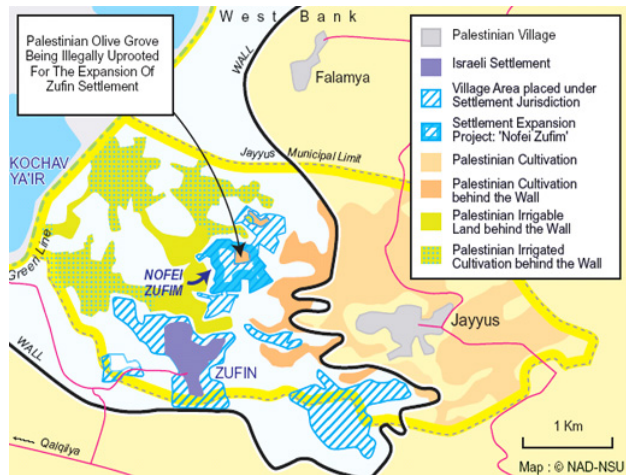 West Bank
Palestinian Olive Grove
Being Illegally Uprooted
For The Expansion Of
Zufin Settlement
WALL
Falamya
Palestinian Village
Israeli Settlement
Village Area placed under
Settlement Jurisdiction
Settlement Expansion
Project: 'Nofei Zufim'
Palestinian Cultivation
Palestinian Cultivation
behind the Wall
Palestinian Irrigable
Land behind the Wall
Palestinian Irrigated
Cultivation behind the Wall
KOCHAV
YA'IR
Jayyus Municipal Limit
Green Line
NOFEI
ZUFIM
Jayyus
WALL
ZUFIN
Qalqilya
1 Km
Map : © NAD-NSU